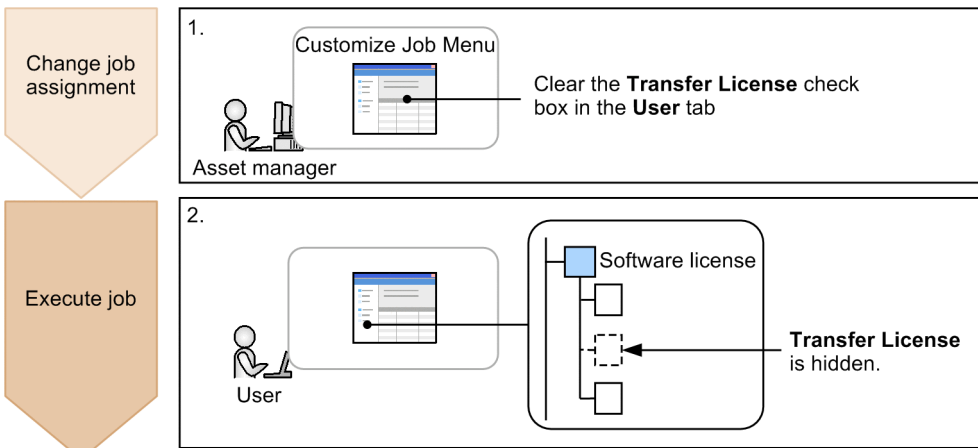 Change job
assignment
1.
Customize Job Menu
Clear the Transfer License check
box in the User tab
Asset manager
Execute job
2.
Software license
Transfer License
is hidden.
User